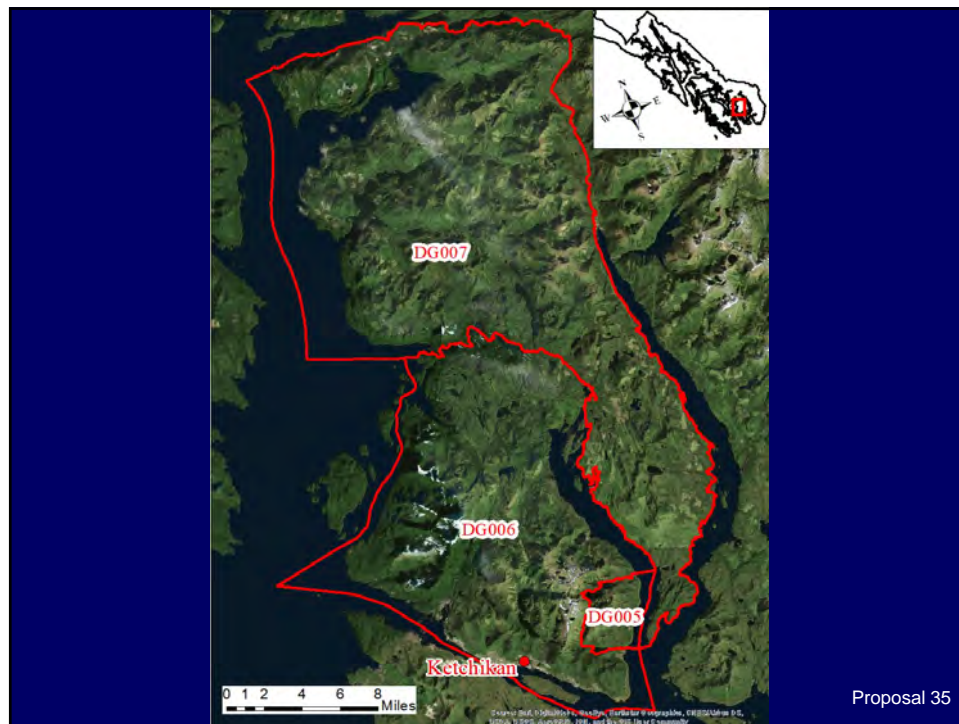 N
W
E
S
DG007
DG006
DG005
Ketchikan
0 1 2 4 6 8
Miles
Proposal 35